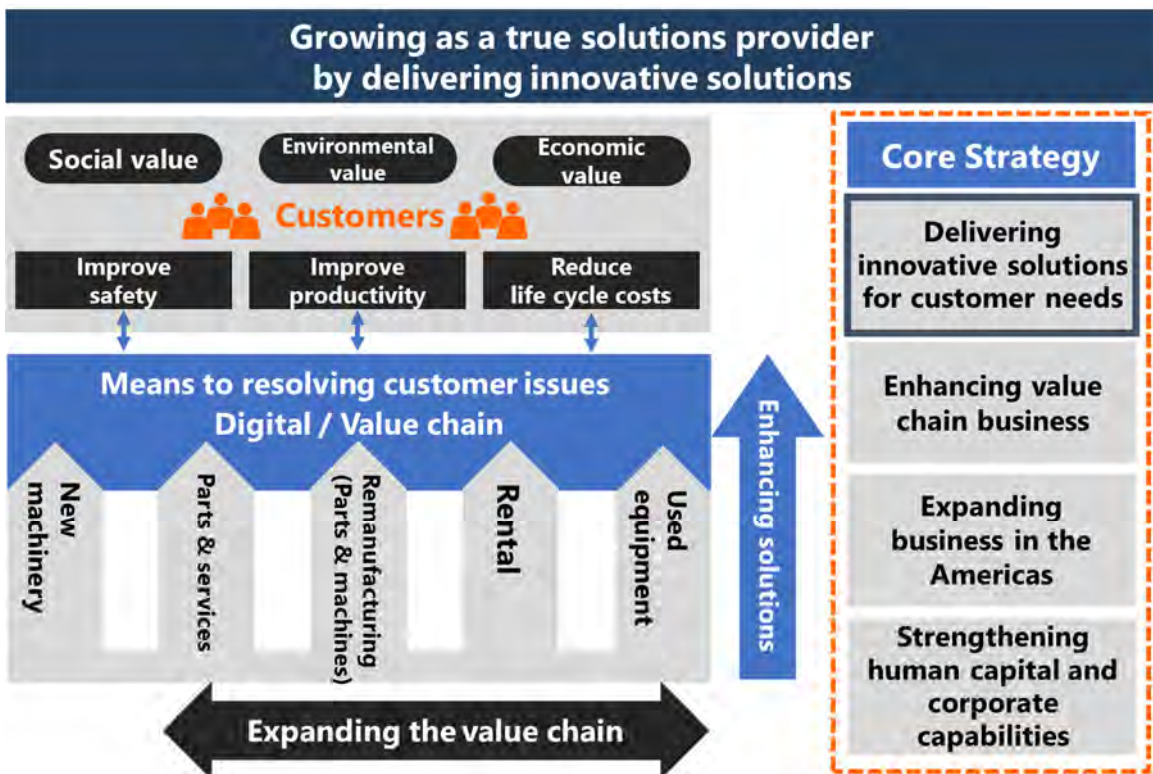 Growing as a true solutions provider
by delivering innovative solutions
Social value
Environmental
value
Economic
value
Customers
Improve
safety
Improve
productivity
Reduce
life cycle costs
Means to resolving customer issues
Digital / Value chain
New
machinery
Parts & services
Remanufacturing
(Parts & machines)
Rental
Used
equipment
Expanding the value chain
Enhancing solutions
Core Strategy
Delivering
innovative solutions
for customer needs
Enhancing value
chain business
Expanding
business in the
Americas
Strengthening
human capital and
corporate
capabilities